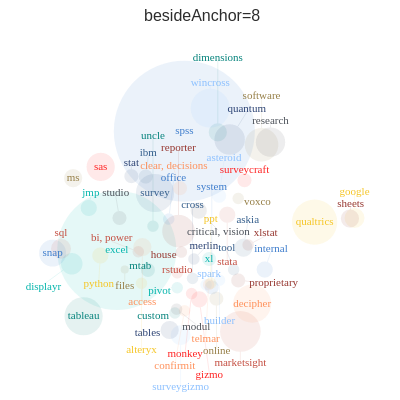 besideAnchor=8
dimensions
wincross
software
quantum
research
uncle
spss
reporter
ibm
asteroid
stat
clear, decisions
sas
surveycraft
ms
office
system
jmp
studio
survey
google
cross
voxco
sheets
ppt
askia
qualtrics
sql
bi, power
critical, vision
xlstat
excel
merlin
tool
internal
snap
house
xl
stata
mtab
rstudio
spark
displayr
python
files
pivot
proprietary
access
decipher
tableau
custom
builder
tables
modul
telmar
alteryx
monkey
online
confirmit
marketsight
gizmo
surveygizmo